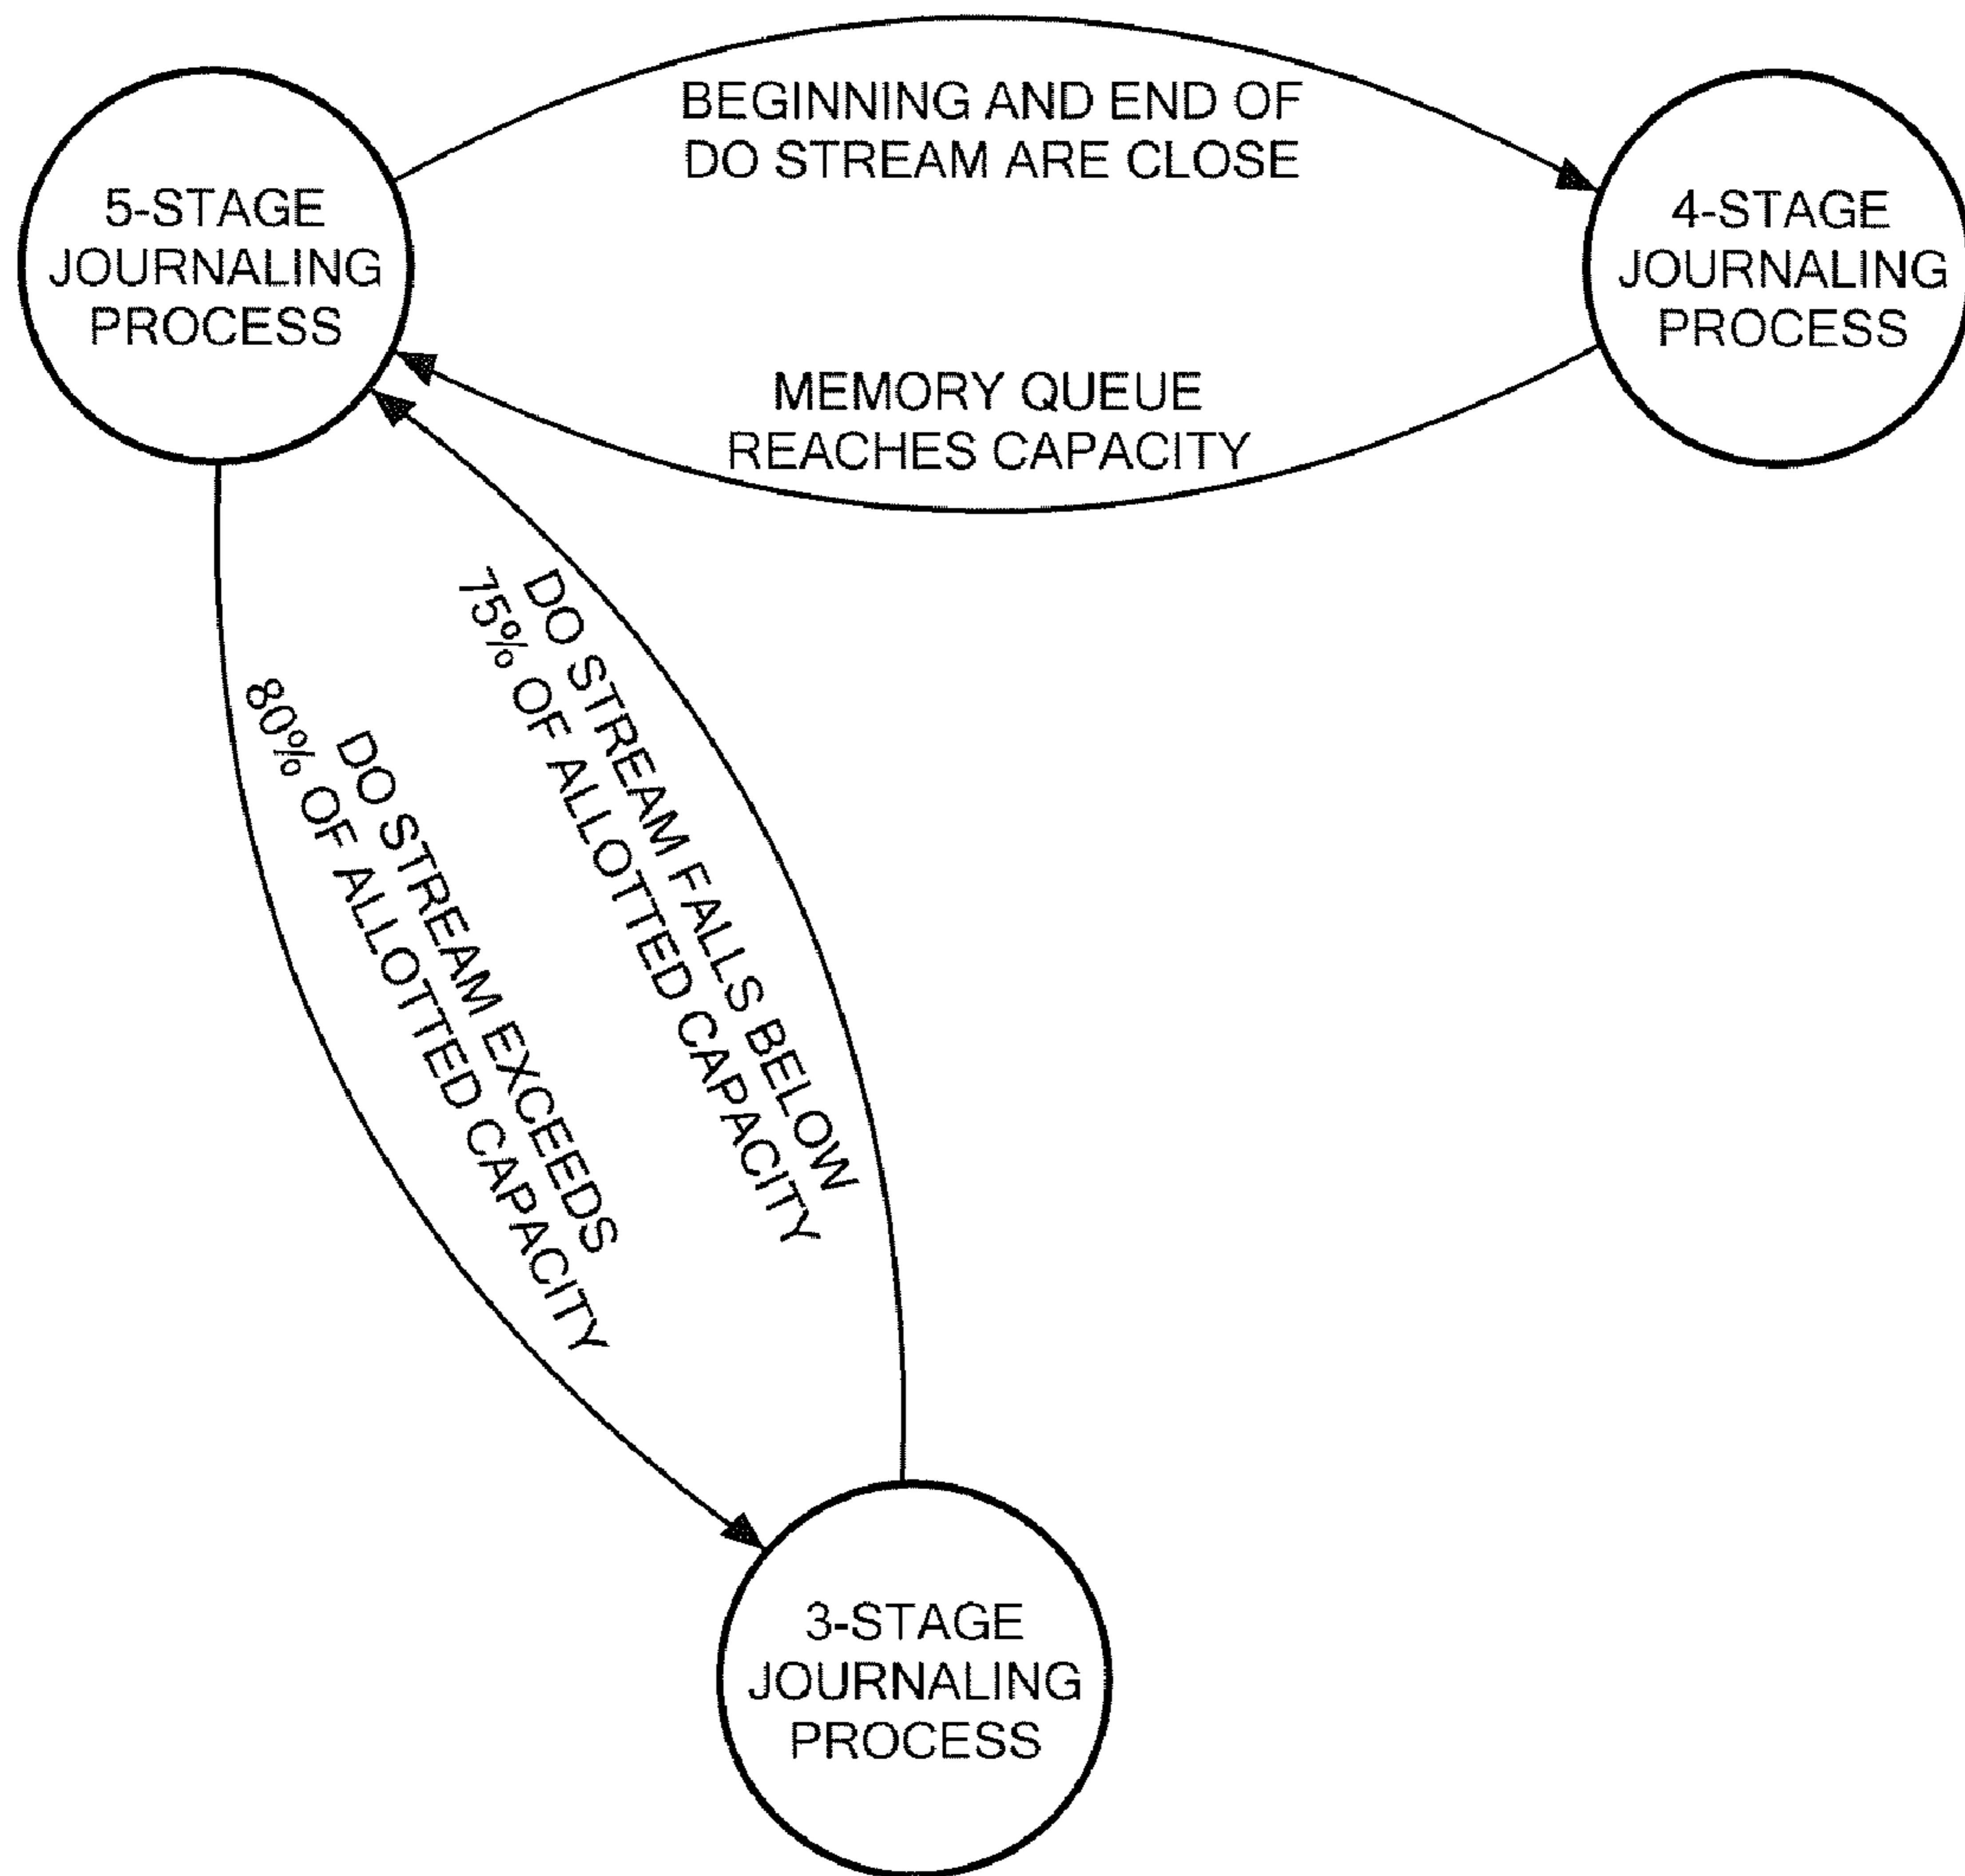 BEGINNING AND END OF
DO STREAM ARE CLOSE
5-STAGE
JOURNALING
PROCESS
4-STAGE
JOURNALING
PROCESS
MEMORY QUEUE
REACHES CAPACITY
DO STREAM FALLS BELOW
75% OF ALLOTTED CAPACITY
DO STREAM EXCEEDS
80% OF ALLOTTED CAPACITY
3-STAGE
JOURNALING
PROCESS